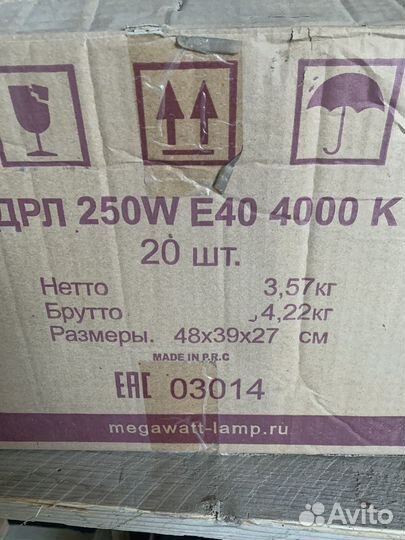 ДРЛ 250W E40 4000 K
20 шт.
Нетто 3,57кг
Брутто 4,22кг
Размеры. 48x39x27 см
MADE IN P.R.C
EAC 03014
megawatt-lamp.ru
Avito